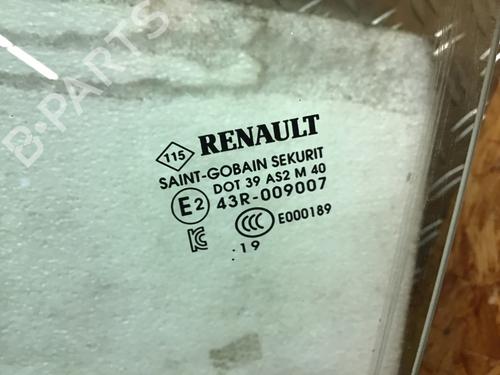 B-PARTS
115 RENAULT
SAINT-GOBAIN SEKURIT
DOT 39 AS2 M 40
E2 43R-009007
CCC E000189
.19